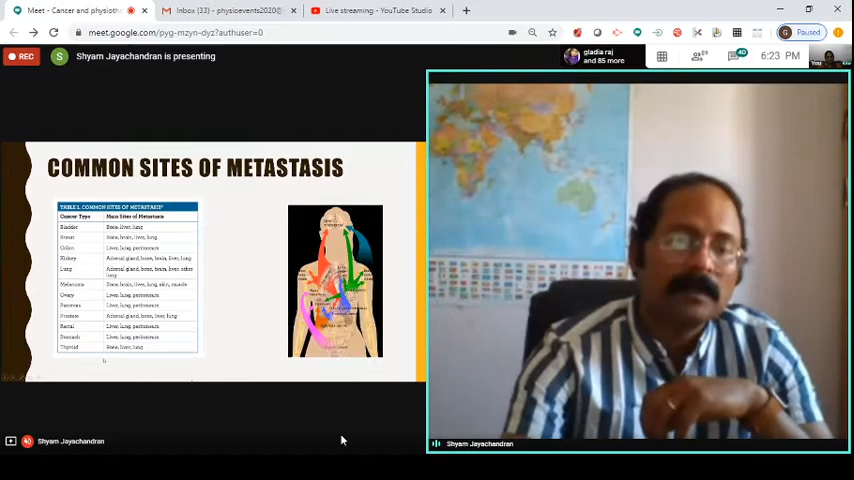 Meet - Cancer and physioth
Inbox (33) - physioevents2020@
Live streaming - YouTube Studio
meet.google.com/pyg-mzyn-dyz?authuser=0
Paused
REC
S
Shyam Jayachandran is presenting
gladia raj
and 85 more
89
40
6:23 PM
You
COMMON SITES OF METASTASIS
TABLE 1. COMMON SITES OF METASTASIS
Cancer Type Main Sites of Metastasis
Bladder Bone, liver, lung
Breast Bone, brain, liver, lung
Colon Liver, lung, peritoneum
Kidney Adrenal gland, bone, brain, liver, lung
Lung Adrenal gland, bone, brain, liver, other
lung
Melanoma Bone, brain, liver, lung, skin, muscle
Ovary Liver, lung, peritoneum
Pancreas Liver, lung, peritoneum
Prostate Adrenal gland, bone, liver, lung
Rectal Liver, lung, peritoneum
Stomach Liver, lung, peritoneum
Thyroid Bone, liver, lung
Shyam Jayachandran
Shyam Jayachandran